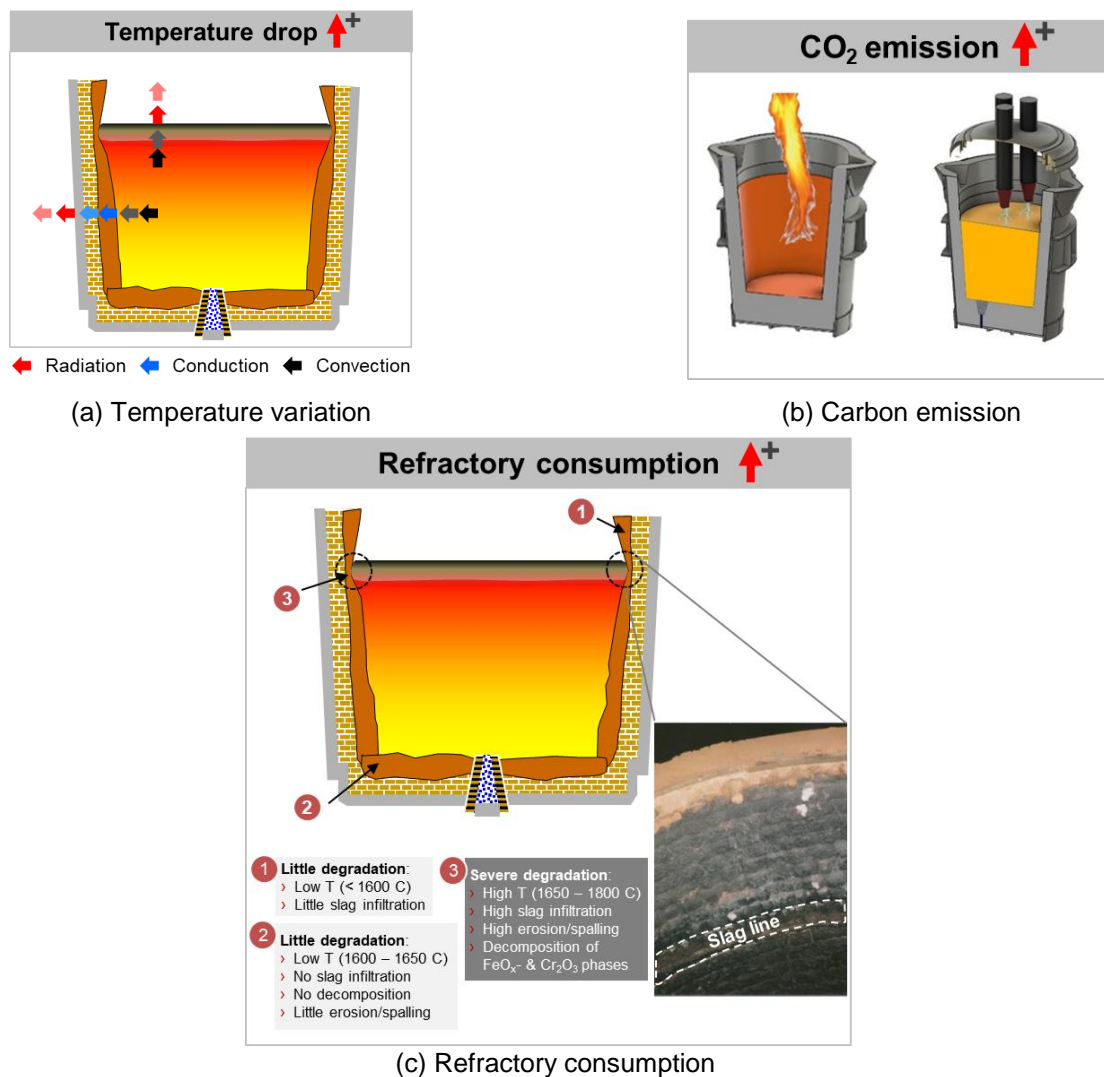 Temperature drop +
Radiation Conduction Convection
(a) Temperature variation
CO₂ emission +
(b) Carbon emission
Refractory consumption +
1
3
2
1 Little degradation:
› Low T (< 1600 C)
› Little slag infiltration
2 Little degradation:
› Low T (1600 – 1650 C)
› No slag infiltration
› No decomposition
› Little erosion/spalling
3 Severe degradation:
› High T (1650 – 1800 C)
› High slag infiltration
› High erosion/spalling
› Decomposition of
FeOₓ- & Cr₂O₃ phases
Slag line
(c) Refractory consumption